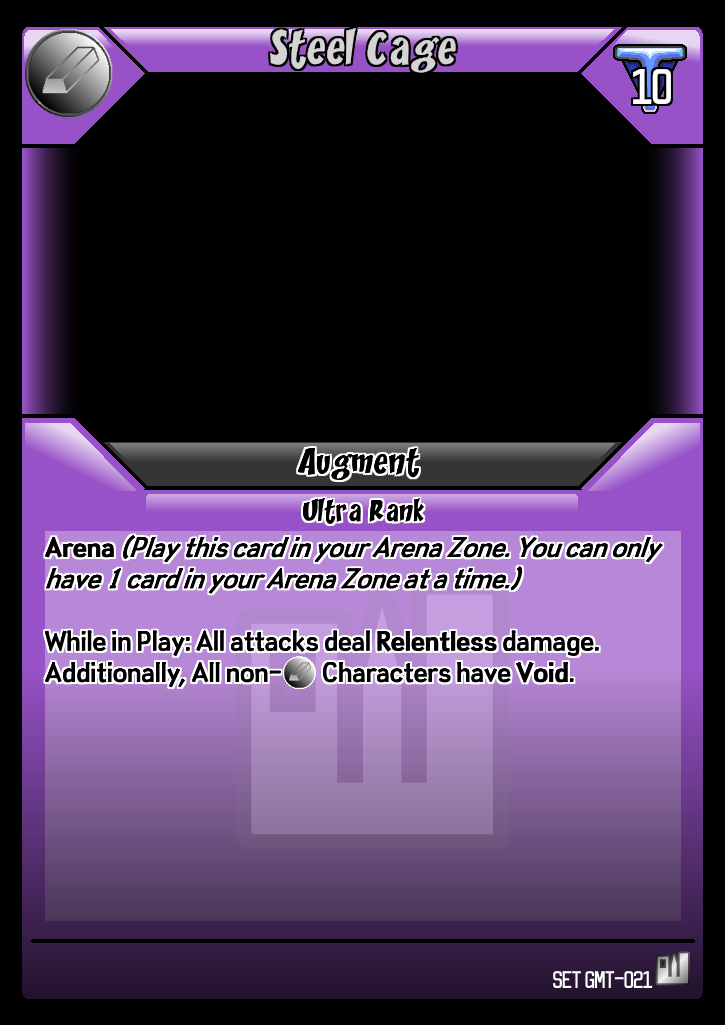 Steel Cage
10
Augment
Ultra Rank
Arena (Play this card in your Arena Zone. You can only
have 1 card in your Arena Zone at a time.)
While in Play: All attacks deal Relentless damage.
Additionally, All non- Characters have Void.
SET GMT-021